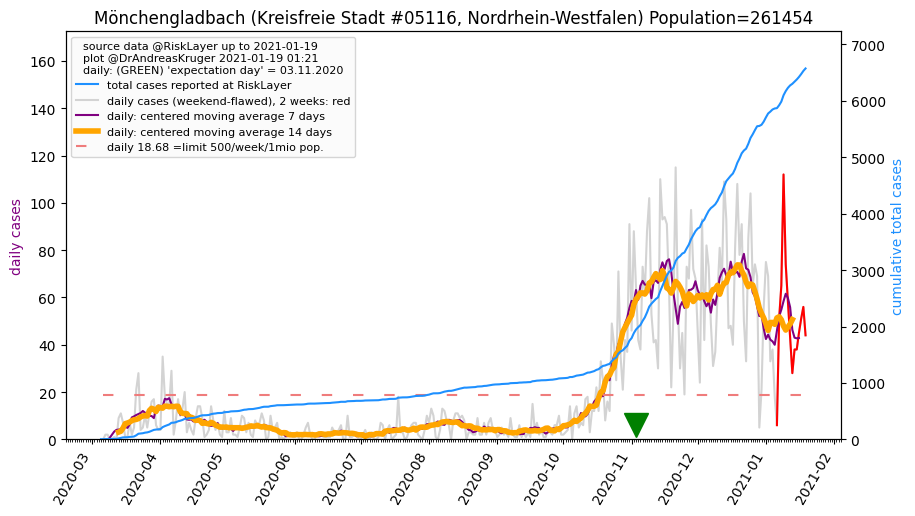 Mönchengladbach (Kreisfreie Stadt #05116, Nordrhein-Westfalen) Population=261454
source data @RiskLayer up to 2021-01-19
plot @DrAndreasKruger 2021-01-19 01:21
daily: (GREEN) 'expectation day' = 03.11.2020
total cases reported at RiskLayer
daily cases (weekend-flawed), 2 weeks: red
daily: centered moving average 7 days
daily: centered moving average 14 days
daily 18.68 =limit 500/week/1mio pop.
daily cases
160
140
120
100
80
60
40
20
0
cumulative total cases
7000
6000
5000
4000
3000
2000
1000
0
2020-03
2020-04
2020-05
2020-06
2020-07
2020-08
2020-09
2020-10
2020-11
2020-12
2021-01
2021-02